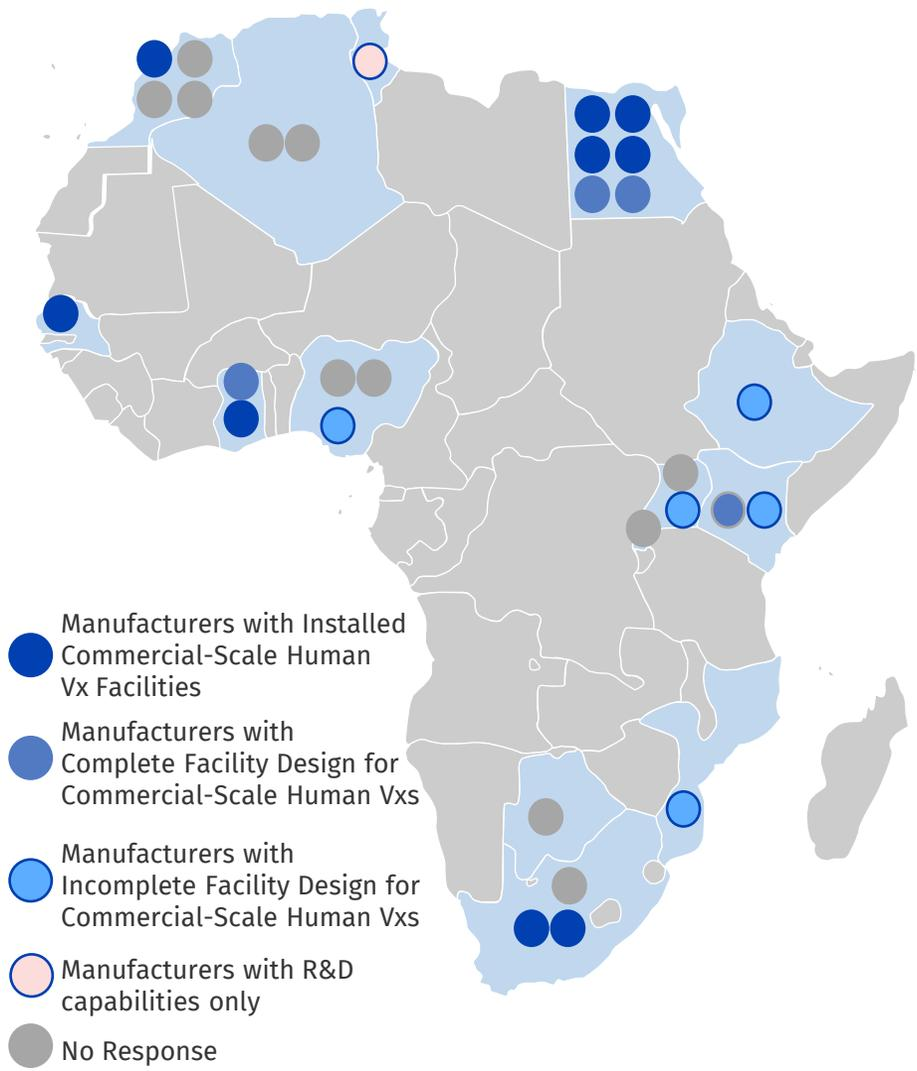 Manufacturers with Installed
Commercial-Scale Human
Vx Facilities
Manufacturers with
Complete Facility Design for
Commercial-Scale Human Vxs
Manufacturers with
Incomplete Facility Design for
Commercial-Scale Human Vxs
Manufacturers with R&D
capabilities only
No Response